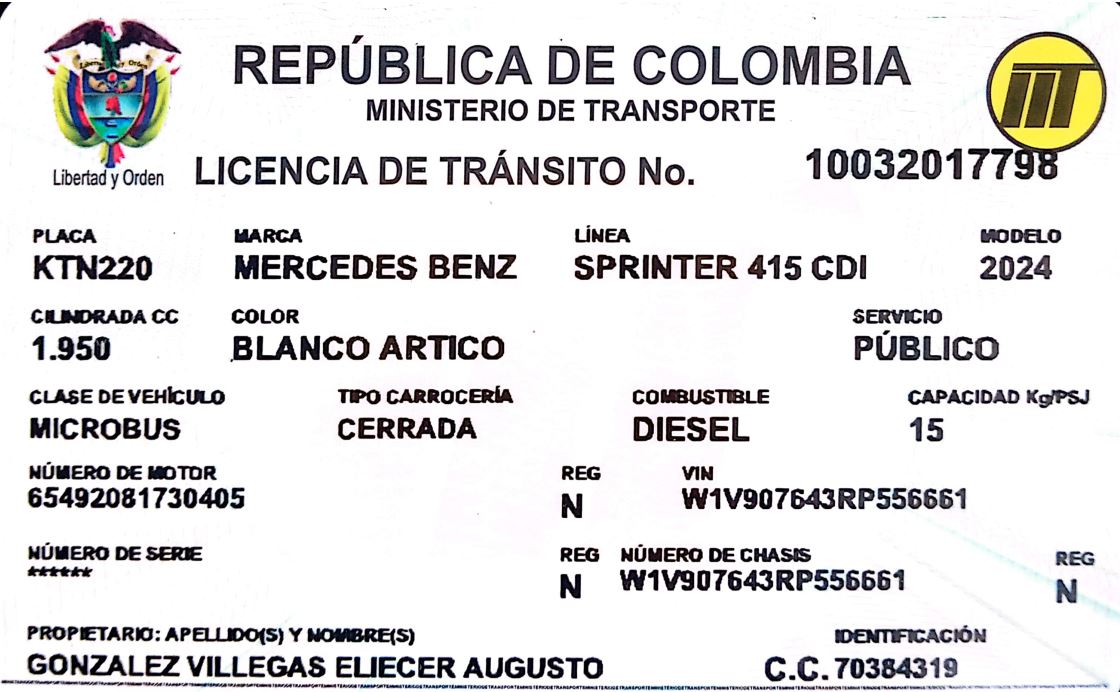 REPÚBLICA DE COLOMBIA
MINISTERIO DE TRANSPORTE
Libertad y Orden
LICENCIA DE TRÁNSITO No. 10032017798
PLACA MARCA LÍNEA MODELO
KTN220 MERCEDES BENZ SPRINTER 415 CDI 2024
CILINDRADA CC COLOR SERVICIO
1.950 BLANCO ARTICO PÚBLICO
CLASE DE VEHÍCULO TIPO CARROCERÍA COMBUSTIBLE CAPACIDAD Kg/PSJ
MICROBUS CERRADA DIESEL 15
NÚMERO DE MOTOR REG VIN
65492081730405 N W1V907643RP556661
NÚMERO DE SERIE REG NÚMERO DE CHASIS REG
****** N W1V907643RP556661 N
PROPIETARIO: APELLIDO(S) Y NOMBRE(S) IDENTIFICACIÓN
GONZALEZ VILLEGAS ELIECER AUGUSTO C.C. 70384319